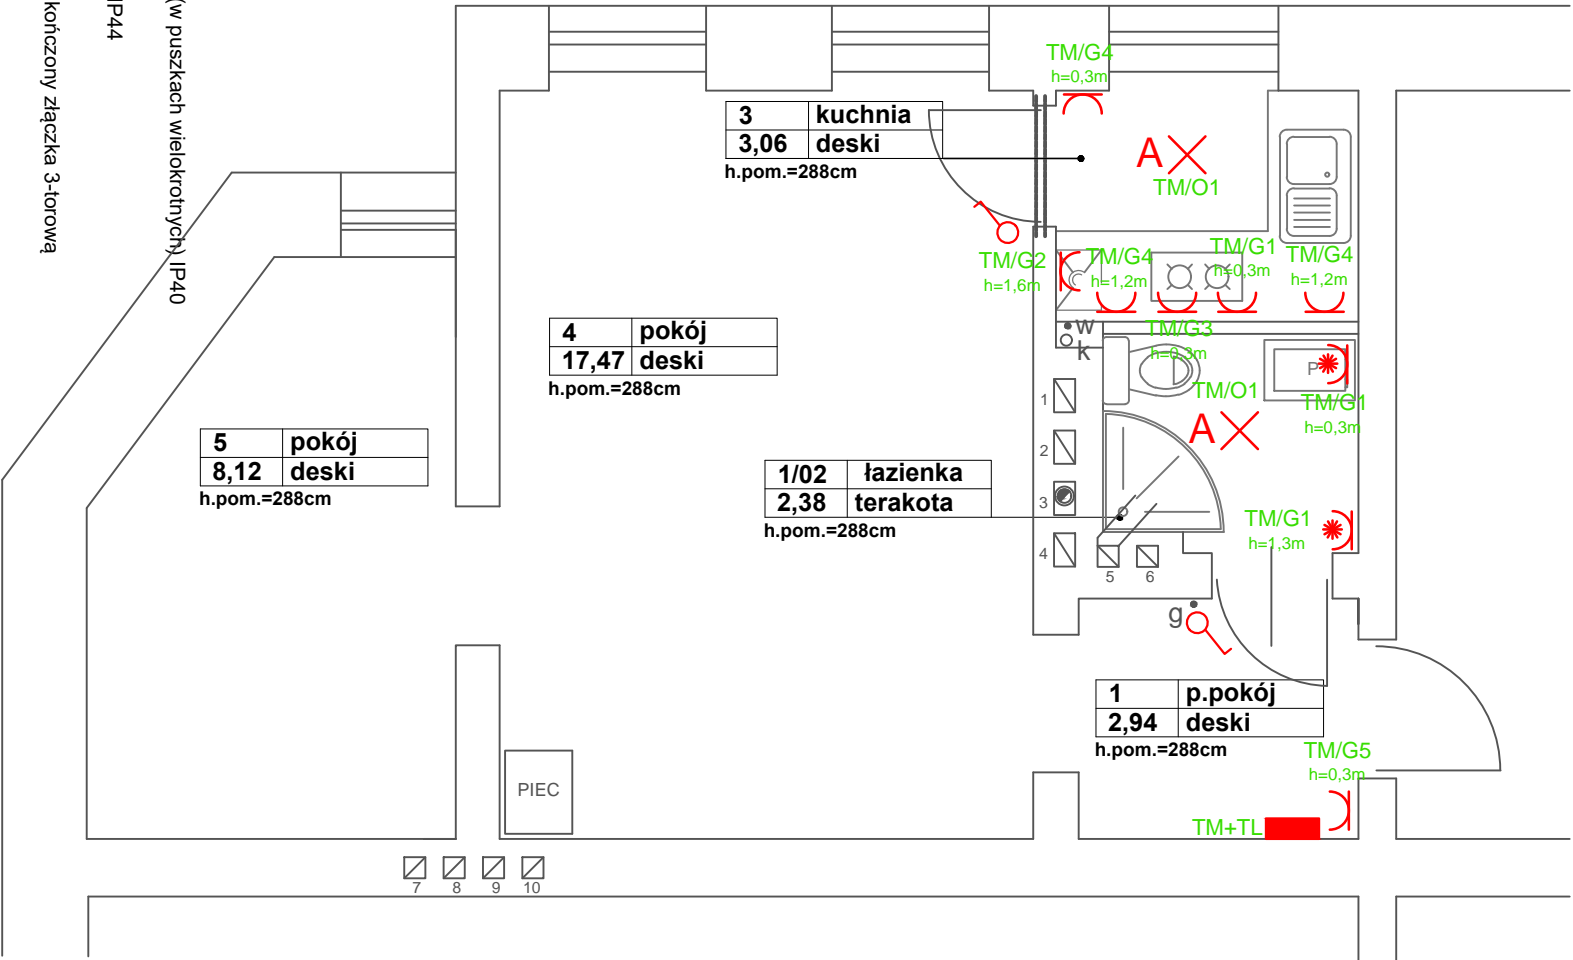 (w puszkach wielokrotnych) IP40
IP44
kończony złączka 3-torową
TM/G4
h=0,3m
3 kuchnia
3,06 deski
h.pom.=288cm
A
TM/O1
TM/G2
h=1,6m
TM/G4
h=1,2m
TM/G1
h=0,3m
TM/G4
h=1,2m
w
k
TM/G3
h=0,3m
4 pokój
17,47 deski
h.pom.=288cm
P
TM/O1
TM/G1
h=0,3m
A
5 pokój
8,12 deski
h.pom.=288cm
1/02 łazienka
2,38 terakota
h.pom.=288cm
1
2
3
4
5
6
TM/G1
h=1,3m
g
1 p.pokój
2,94 deski
h.pom.=288cm
TM/G5
h=0,3m
PIEC
TM+TL
7
8
9
10